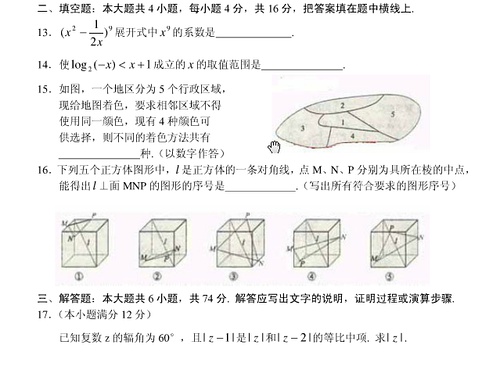 二、填空题：本大题共 4 小题，每小题 4 分，共 16 分，把答案填在题中横线上.
13．(x² − 1/2x)⁹ 展开式中 x⁹ 的系数是______________.
14．使 log₂(−x) < x + 1 成立的 x 的取值范围是______________.
15．如图，一个地区分为 5 个行政区域，
现给地图着色，要求相邻区域不得
使用同一颜色，现有 4 种颜色可
供选择，则不同的着色方法共有
______________种.（以数字作答）
2
1
5
3
4
16．下列五个正方体图形中，l 是正方体的一条对角线，点 M、N、P 分别为具所在棱的中点，
能得出 l ⊥面 MNP 的图形的序号是____________.（写出所有符合要求的图形序号）
P
M
N
l
①
l
M
N
P
②
P
M
l
N
③
P
M
l
N
④
M
P
N
l
⑤
三、解答题：本大题共 6 小题，共 74 分. 解答应写出文字的说明，证明过程或演算步骤.
17．（本小题满分 12 分）
已知复数 z 的辐角为 60°，且| z − 1|是| z |和| z − 2|的等比中项. 求| z |.